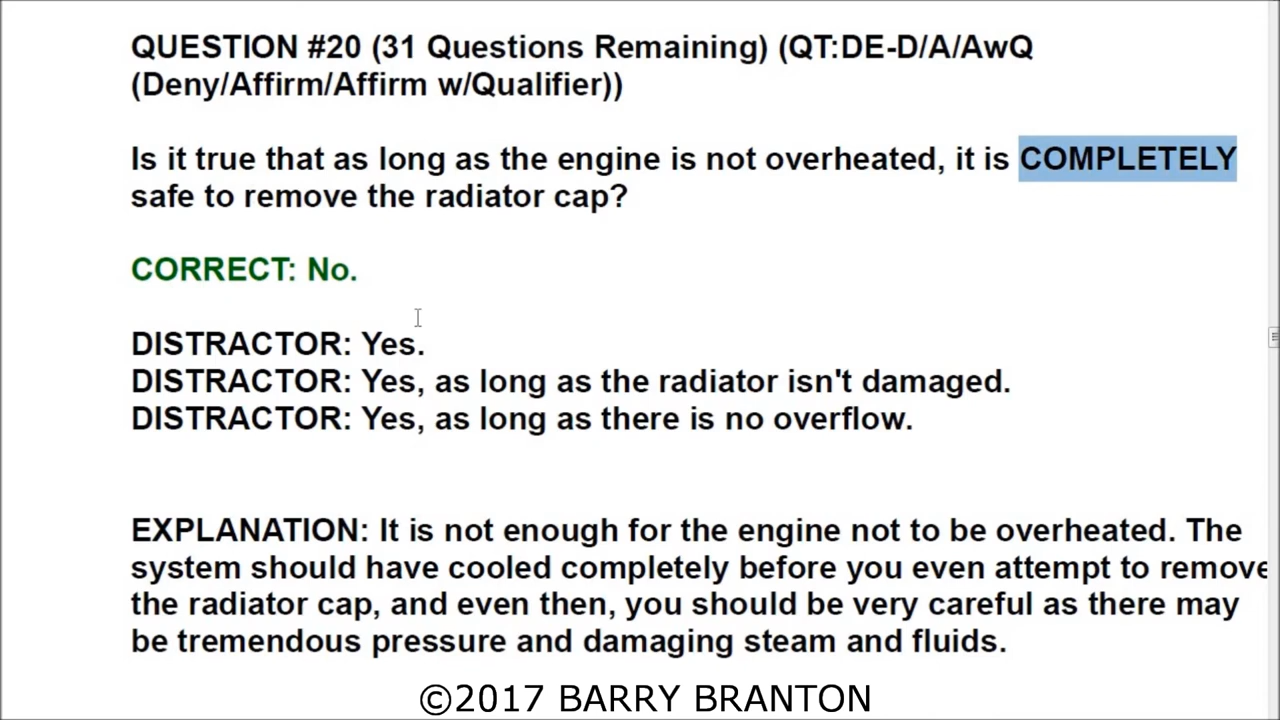 QUESTION #20 (31 Questions Remaining) (QT:DE-D/A/AwQ
(Deny/Affirm/Affirm w/Qualifier))
Is it true that as long as the engine is not overheated, it is COMPLETELY
safe to remove the radiator cap?
CORRECT: No.
DISTRACTOR: Yes.
DISTRACTOR: Yes, as long as the radiator isn't damaged.
DISTRACTOR: Yes, as long as there is no overflow.
EXPLANATION: It is not enough for the engine not to be overheated. The
system should have cooled completely before you even attempt to remove
the radiator cap, and even then, you should be very careful as there may
be tremendous pressure and damaging steam and fluids.
©2017 BARRY BRANTON